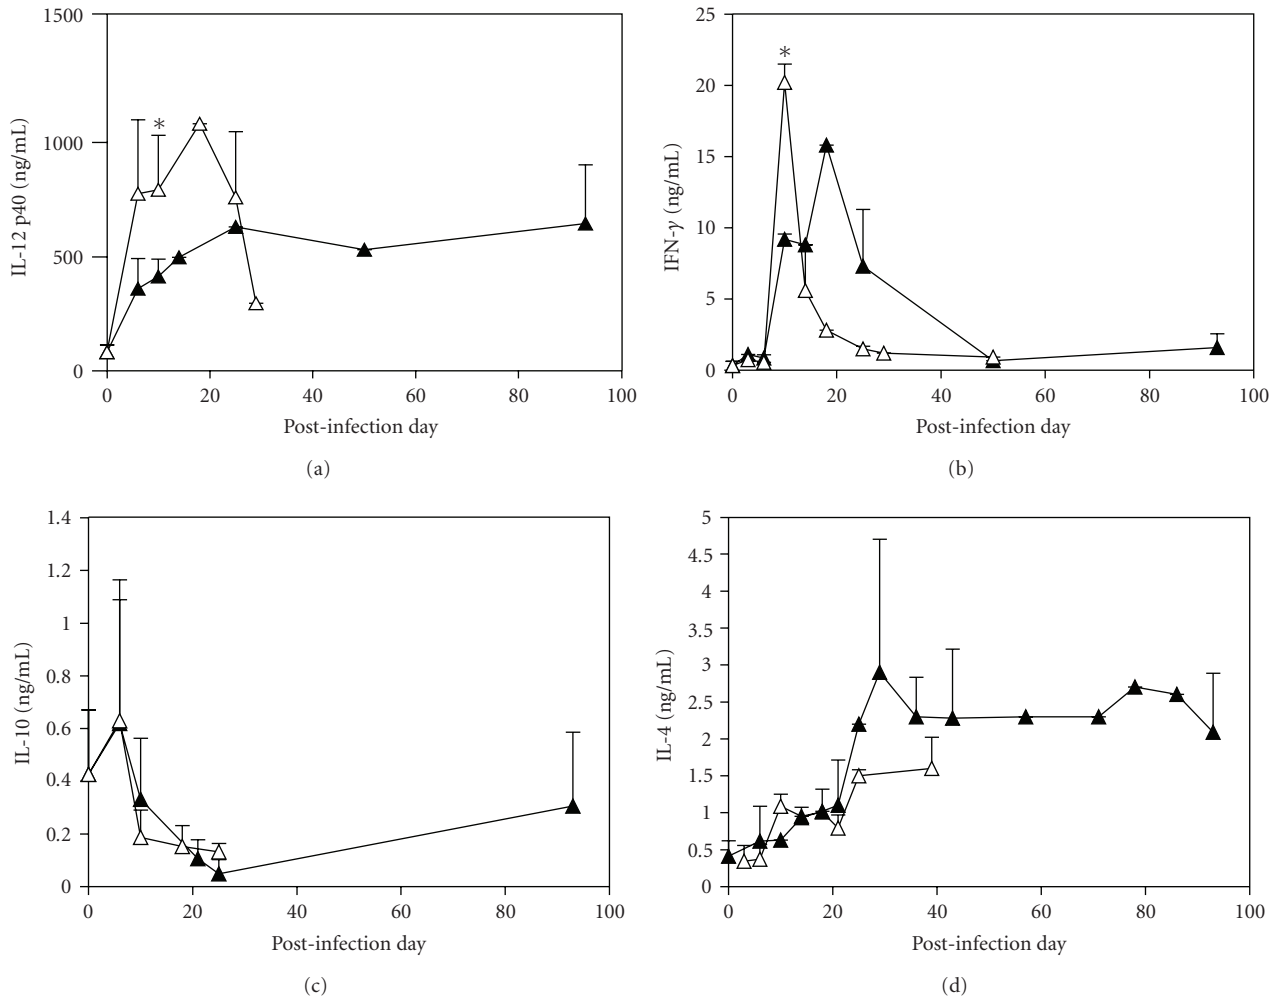 1500
1000
500
0
IL-12 p40 (ng/mL)
*
0 20 40 60 80 100
Post-infection day
(a)
25
20
15
10
5
0
IFN-γ (ng/mL)
*
0 20 40 60 80 100
Post-infection day
(b)
1.4
1.2
1
0.8
0.6
0.4
0.2
0
IL-10 (ng/mL)
0 20 40 60 80 100
Post-infection day
(c)
5
4.5
4
3.5
3
2.5
2
1.5
1
0.5
0
IL-4 (ng/mL)
0 20 40 60 80 100
Post-infection day
(d)